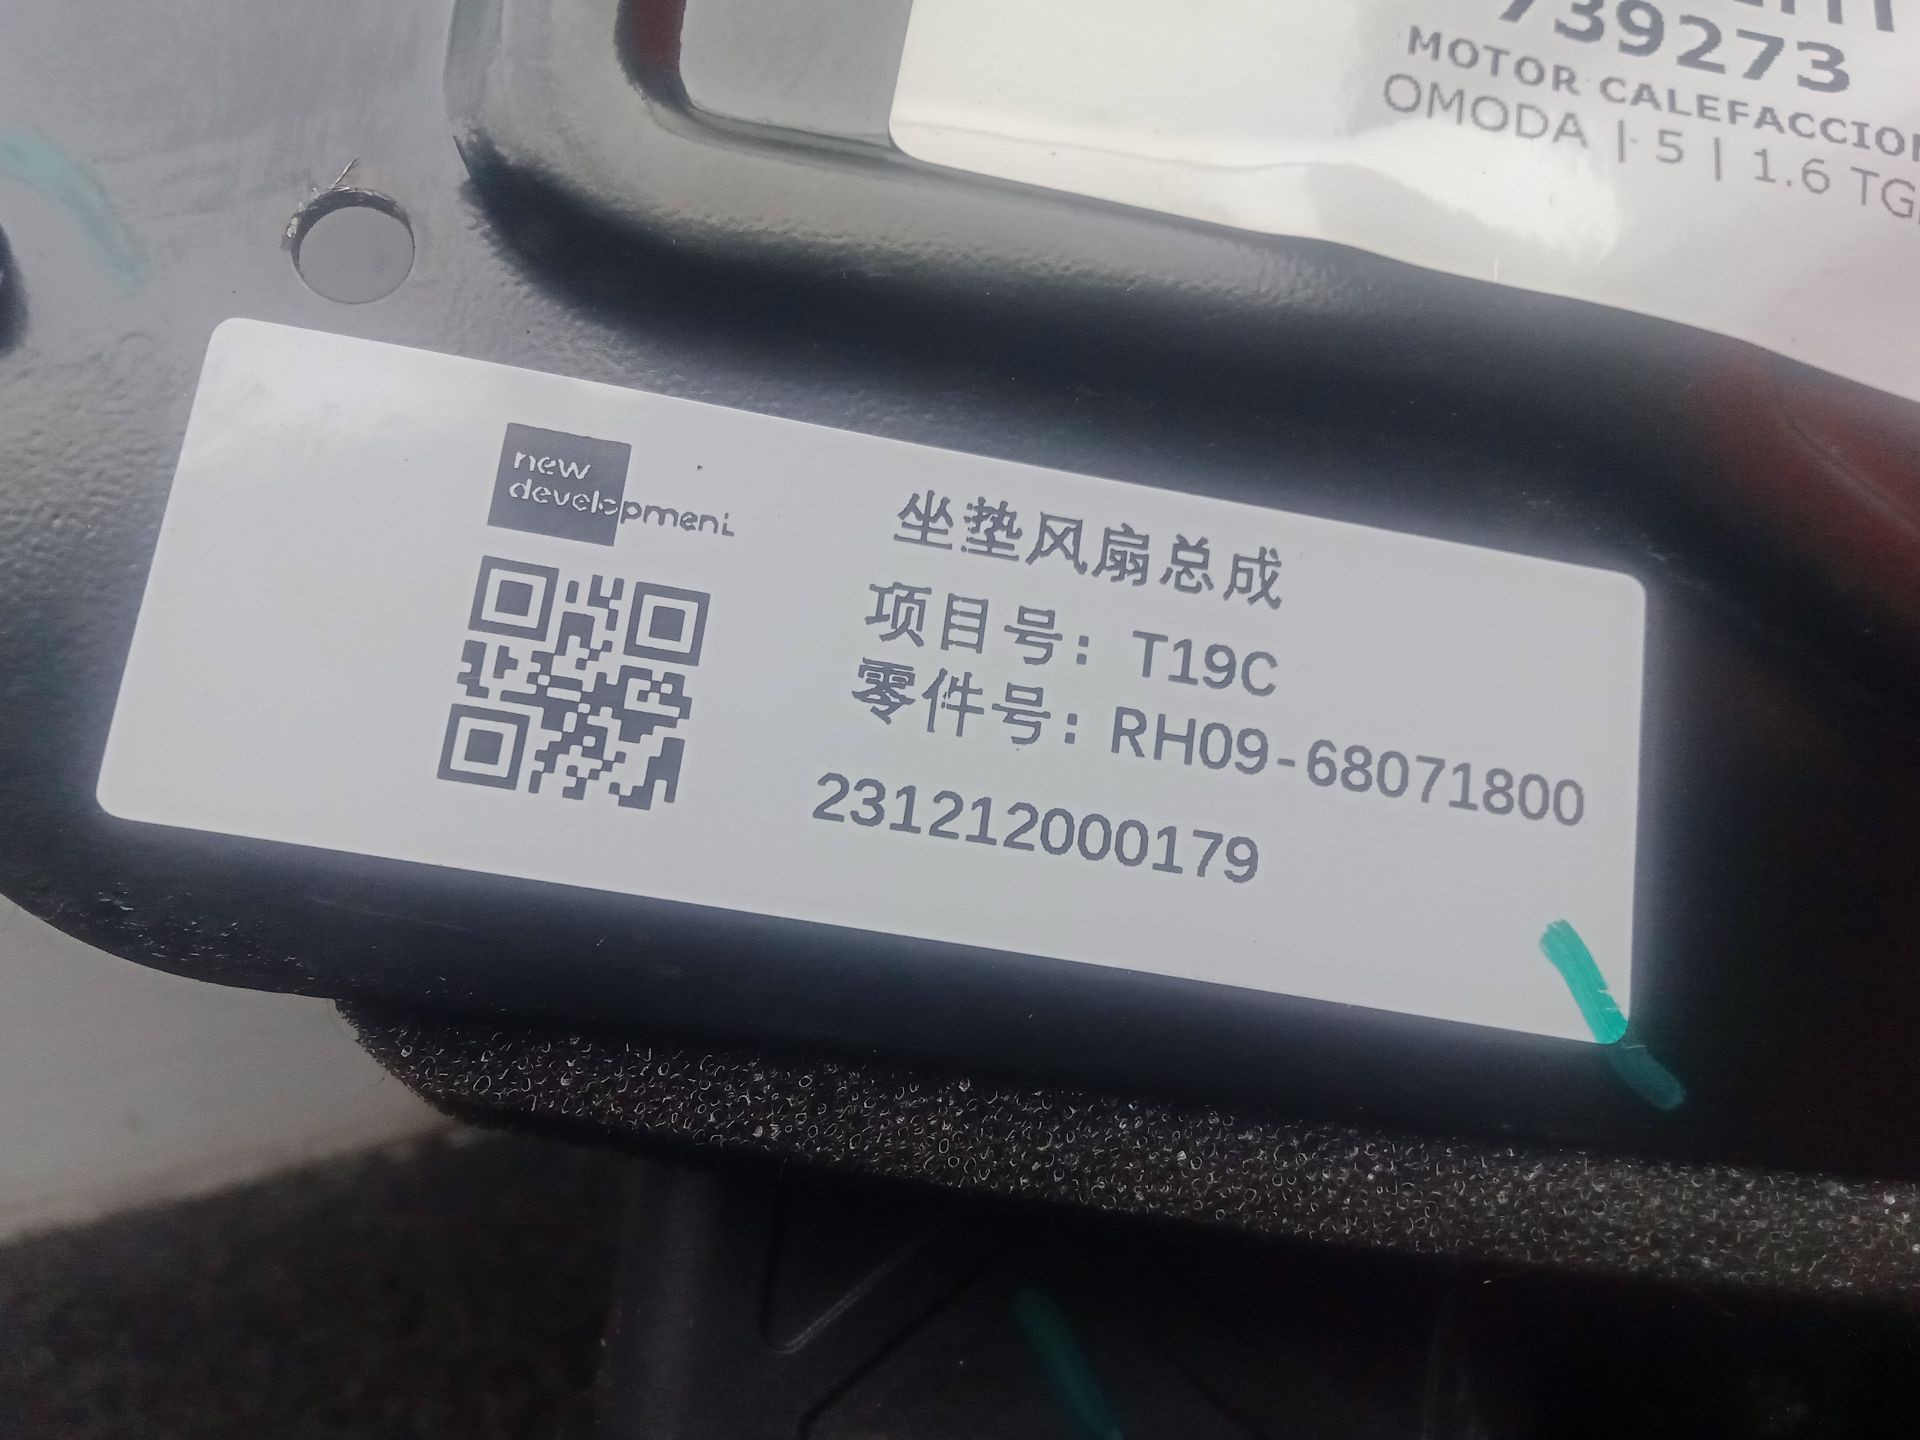 739273
MOTOR CALEFACCION
OMODA | 5 | 1.6 TG
new
development
坐垫风扇总成
项目号: T19C
零件号: RH09-68071800
231212000179